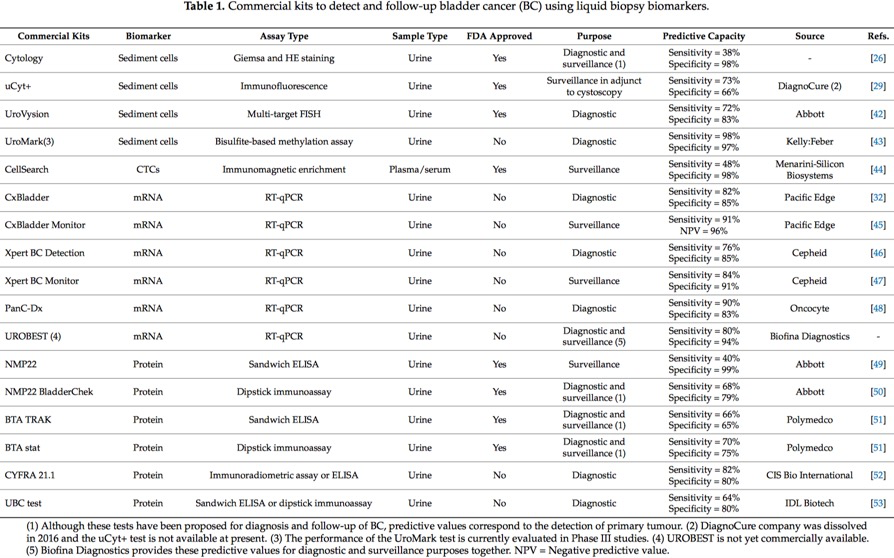 Table 1. Commercial kits to detect and follow-up bladder cancer (BC) using liquid biopsy biomarkers.
Commercial Kits Biomarker Assay Type Sample Type FDA Approved Purpose Predictive Capacity Source Refs.
Cytology Sediment cells Giemsa and HE staining Urine Yes Diagnostic and surveillance (1) Sensitivity = 38% Specificity = 98% - [26]
uCyt+ Sediment cells Immunofluorescence Urine Yes Surveillance in adjunct to cystoscopy Sensitivity = 73% Specificity = 66% DiagnoCure (2) [29]
UroVysion Sediment cells Multi-target FISH Urine Yes Diagnostic Sensitivity = 72% Specificity = 83% Abbott [42]
UroMark(3) Sediment cells Bisulfite-based methylation assay Urine No Diagnostic Sensitivity = 98% Specificity = 97% Kelly:Feber [43]
CellSearch CTCs Immunomagnetic enrichment Plasma/serum Yes Surveillance Sensitivity = 48% Specificity = 98% Menarini-Silicon Biosystems [44]
CxBladder mRNA RT-qPCR Urine No Diagnostic Sensitivity = 82% Specificity = 85% Pacific Edge [32]
CxBladder Monitor mRNA RT-qPCR Urine No Surveillance Sensitivity = 91% NPV = 96% Pacific Edge [45]
Xpert BC Detection mRNA RT-qPCR Urine No Diagnostic Sensitivity = 76% Specificity = 85% Cepheid [46]
Xpert BC Monitor mRNA RT-qPCR Urine No Surveillance Sensitivity = 84% Specificity = 91% Cepheid [47]
PanC-Dx mRNA RT-qPCR Urine No Diagnostic Sensitivity = 90% Specificity = 83% Oncocyte [48]
UROBEST (4) mRNA RT-qPCR Urine No Diagnostic and surveillance (5) Sensitivity = 80% Specificity = 94% Biofina Diagnostics -
NMP22 Protein Sandwich ELISA Urine Yes Surveillance Sensitivity = 40% Specificity = 99% Abbott [49]
NMP22 BladderChek Protein Dipstick immunoassay Urine Yes Diagnostic and surveillance (1) Sensitivity = 68% Specificity = 79% Abbott [50]
BTA TRAK Protein Sandwich ELISA Urine Yes Diagnostic and surveillance (1) Sensitivity = 66% Specificity = 65% Polymedco [51]
BTA stat Protein Dipstick immunoassay Urine Yes Diagnostic and surveillance (1) Sensitivity = 70% Specificity = 75% Polymedco [51]
CYFRA 21.1 Protein Immunoradiometric assay or ELISA Urine No Diagnostic Sensitivity = 82% Specificity = 80% CIS Bio International [52]
UBC test Protein Sandwich ELISA or dipstick immunoassay Urine No Diagnostic Sensitivity = 64% Specificity = 80% IDL Biotech [53]
(1) Although these tests have been proposed for diagnosis and follow-up of BC, predictive values correspond to the detection of primary tumour. (2) DiagnoCure company was dissolved
in 2016 and the uCyt+ test is not available at present. (3) The performance of the UroMark test is currently evaluated in Phase III studies. (4) UROBEST is not yet commercially available.
(5) Biofina Diagnostics provides these predictive values for diagnostic and surveillance purposes together. NPV = Negative predictive value.